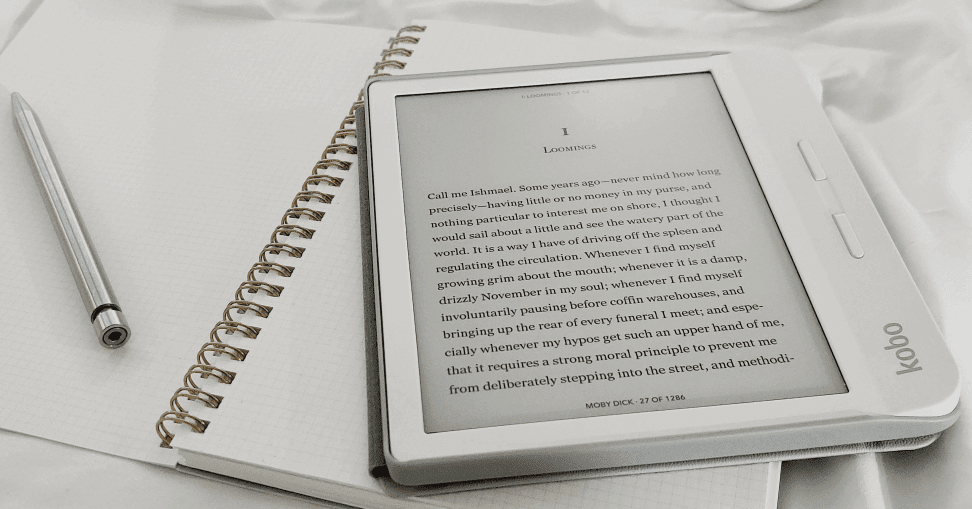 1 LOOMINGS · 1 OF 17
I
LOOMINGS
Call me Ishmael. Some years ago—never mind how long
precisely—having little or no money in my purse, and
nothing particular to interest me on shore, I thought I
would sail about a little and see the watery part of the
world. It is a way I have of driving off the spleen and
regulating the circulation. Whenever I find myself
growing grim about the mouth; whenever it is a damp,
drizzly November in my soul; whenever I find myself
involuntarily pausing before coffin warehouses, and
bringing up the rear of every funeral I meet; and espe-
cially whenever my hypos get such an upper hand of me,
that it requires a strong moral principle to prevent me
from deliberately stepping into the street, and methodi-
MOBY DICK · 27 OF 1286
kobo